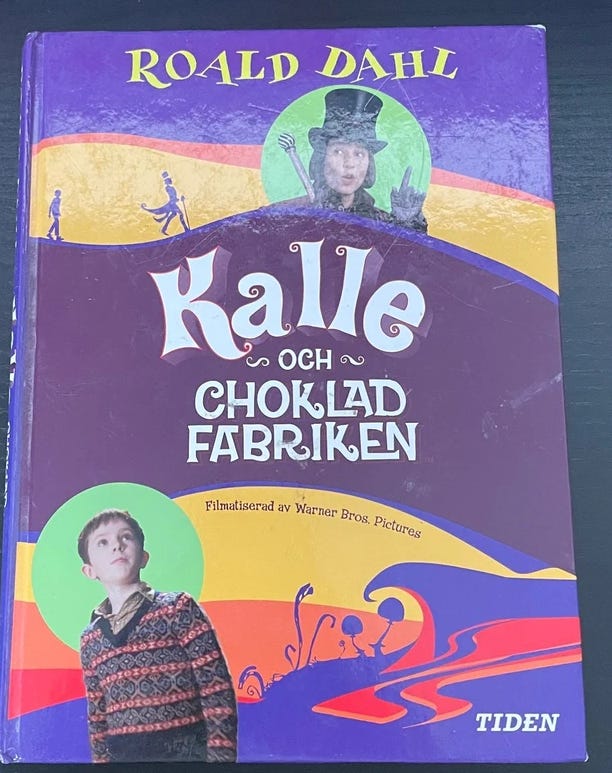 ROALD DAHL
Kalle
OCH
CHOKLAD
FABRIKEN
Filmatiserad av Warner Bros. Pictures
TIDEN